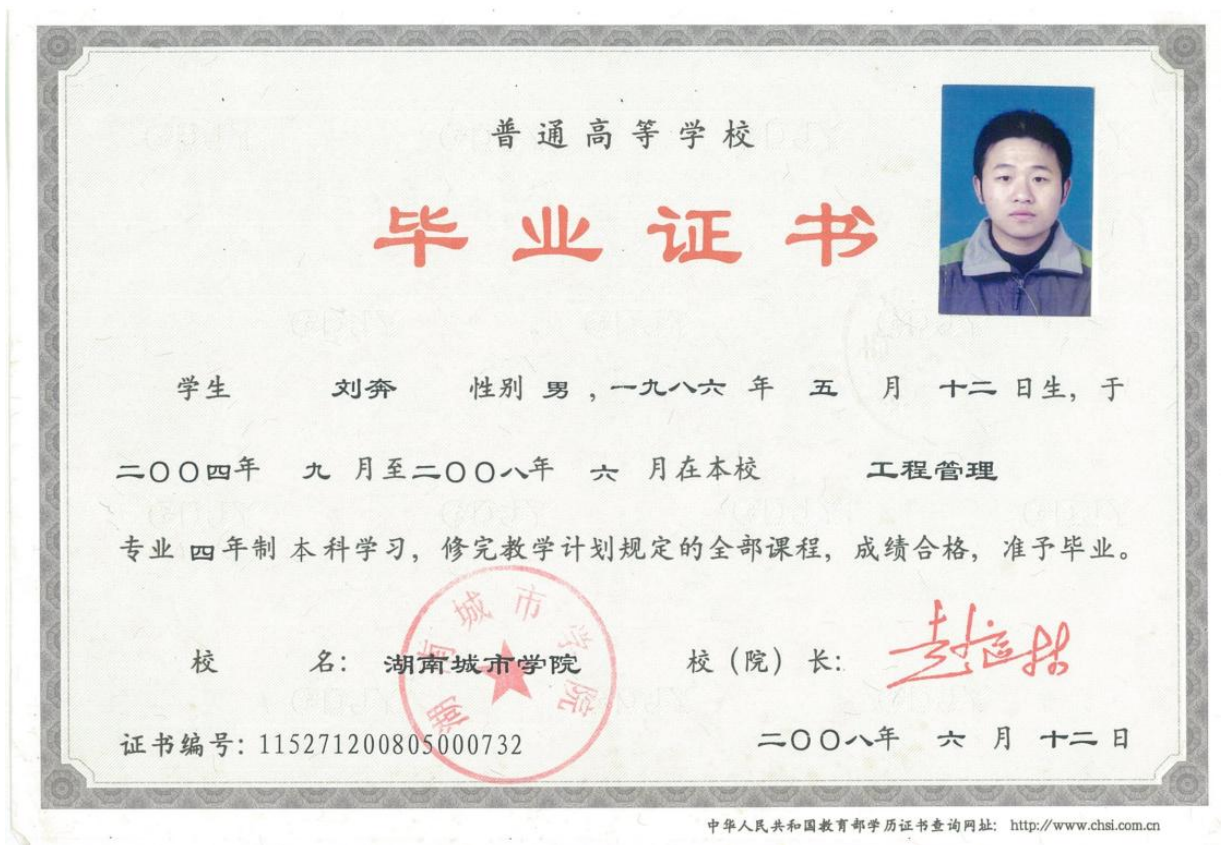 普通高等学校
毕业证书
学生 刘奔 性别 男 ,一九八六 年 五 月 十二 日生, 于
二〇〇四年 九 月至二〇〇八年 六 月在本校 工程管理
专业 四年制 本科学习, 修完教学计划规定的全部课程, 成绩合格, 准予毕业。
湖南城市学院
校 名: 湖南城市学院 校（院）长:
证书编号: 115271200805000732 二〇〇八年 六 月 十二 日
中华人民共和国教育部学历证书查询网址: http://www.chsi.com.cn